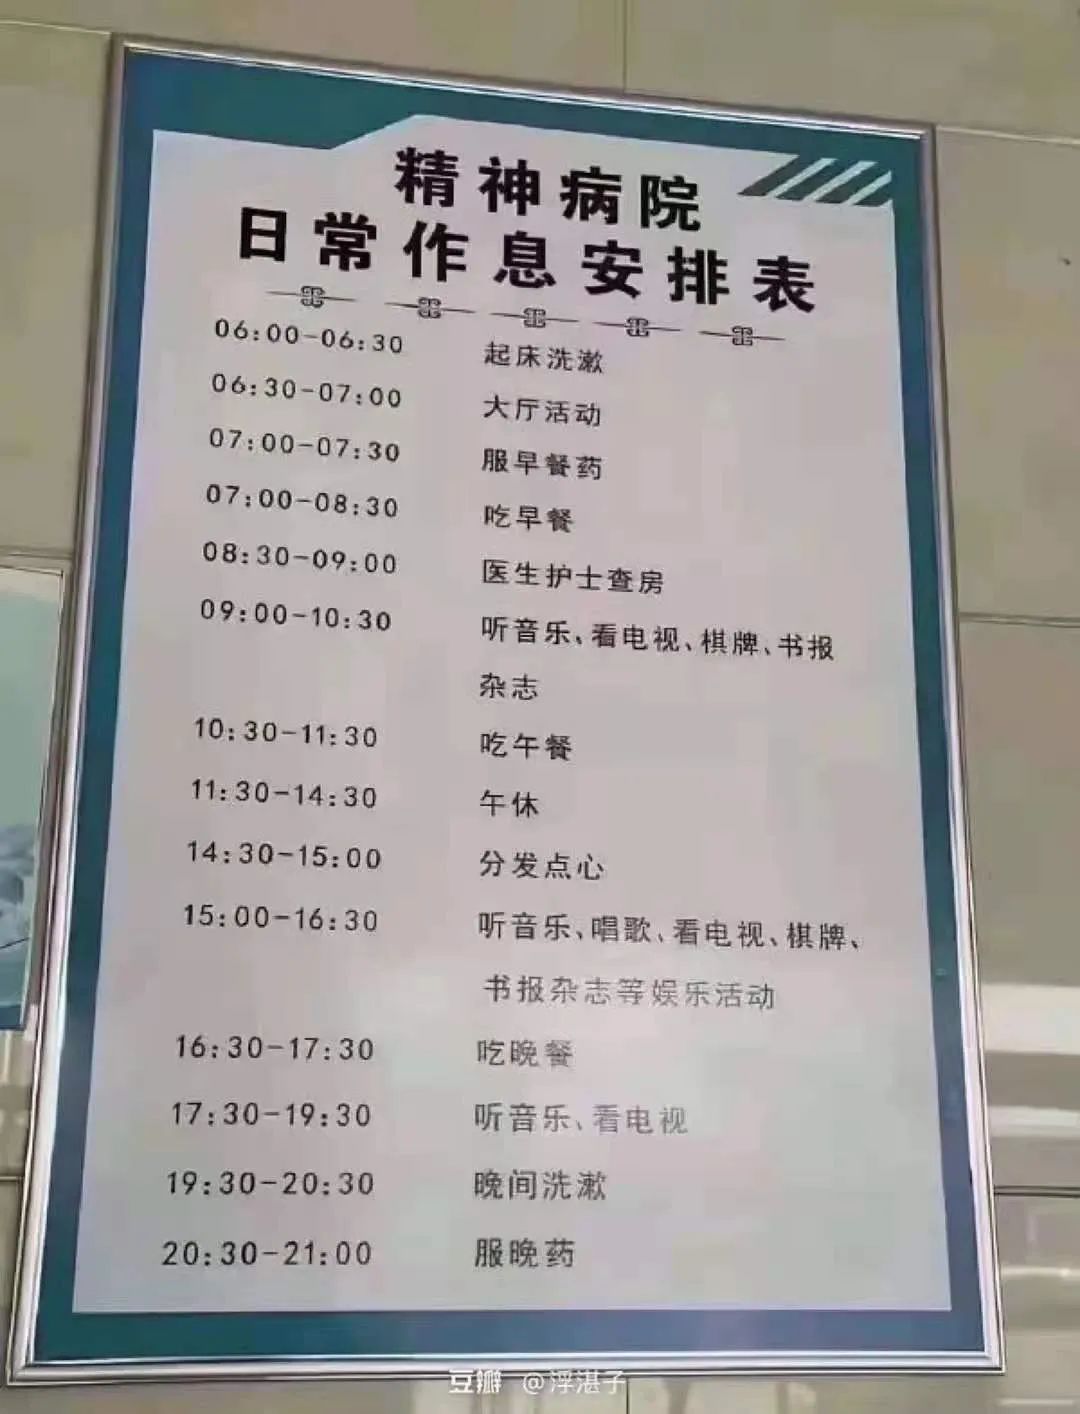 精神病院
日常作息安排表
06:00-06:30 起床洗漱
06:30-07:00 大厅活动
07:00-07:30 服早餐药
07:00-08:30 吃早餐
08:30-09:00 医生护士查房
09:00-10:30 听音乐、看电视、棋牌、书报
杂志
10:30-11:30 吃午餐
11:30-14:30 午休
14:30-15:00 分发点心
15:00-16:30 听音乐、唱歌、看电视、棋牌、
书报杂志等娱乐活动
16:30-17:30 吃晚餐
17:30-19:30 听音乐、看电视
19:30-20:30 晚间洗漱
20:30-21:00 服晚药
豆瓣 @浮湛子